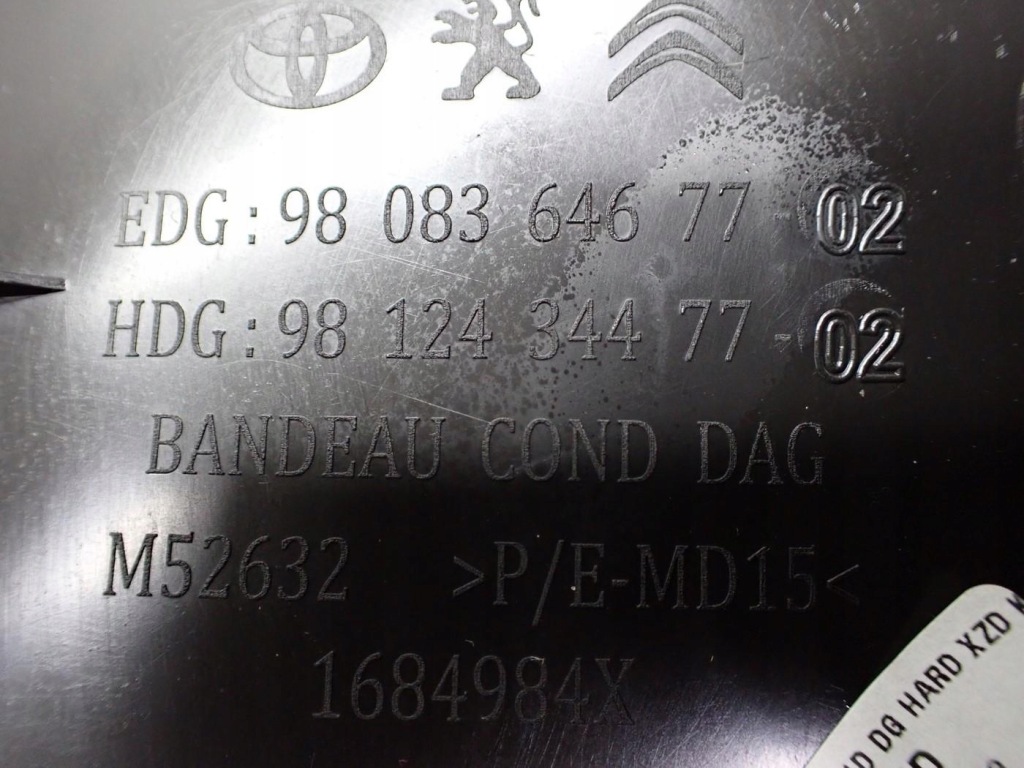 EDG : 98 083 646 77 - 02
HDG : 98 124 344 77 - 02
BANDEAU COND DAG
M52632 >P/E-MD15<
1684984X
DG HARD XZD